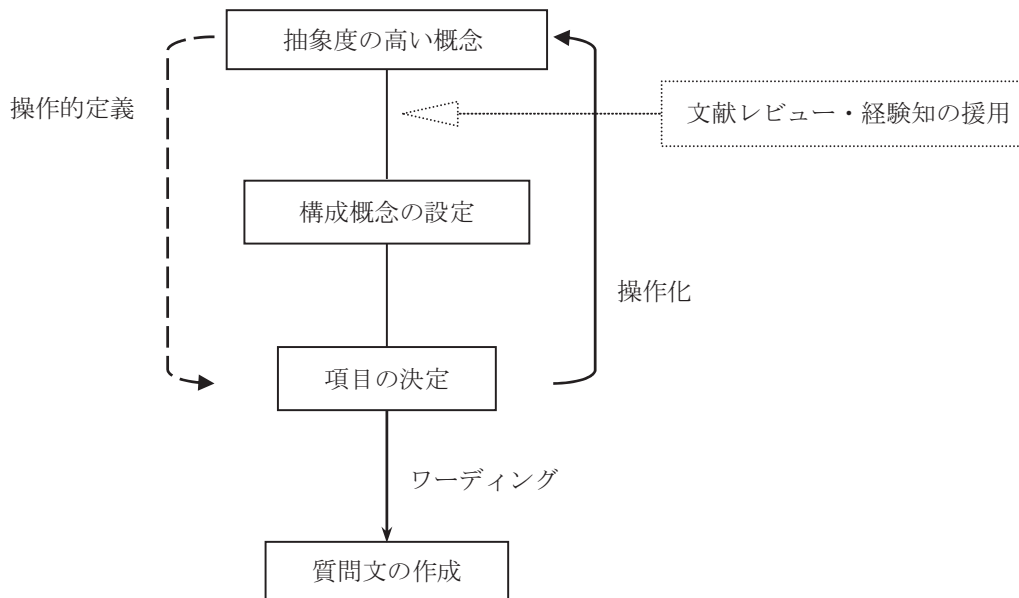 抽象度の高い概念
操作的定義
文献レビュー・経験知の援用
構成概念の設定
操作化
項目の決定
ワーディング
質問文の作成